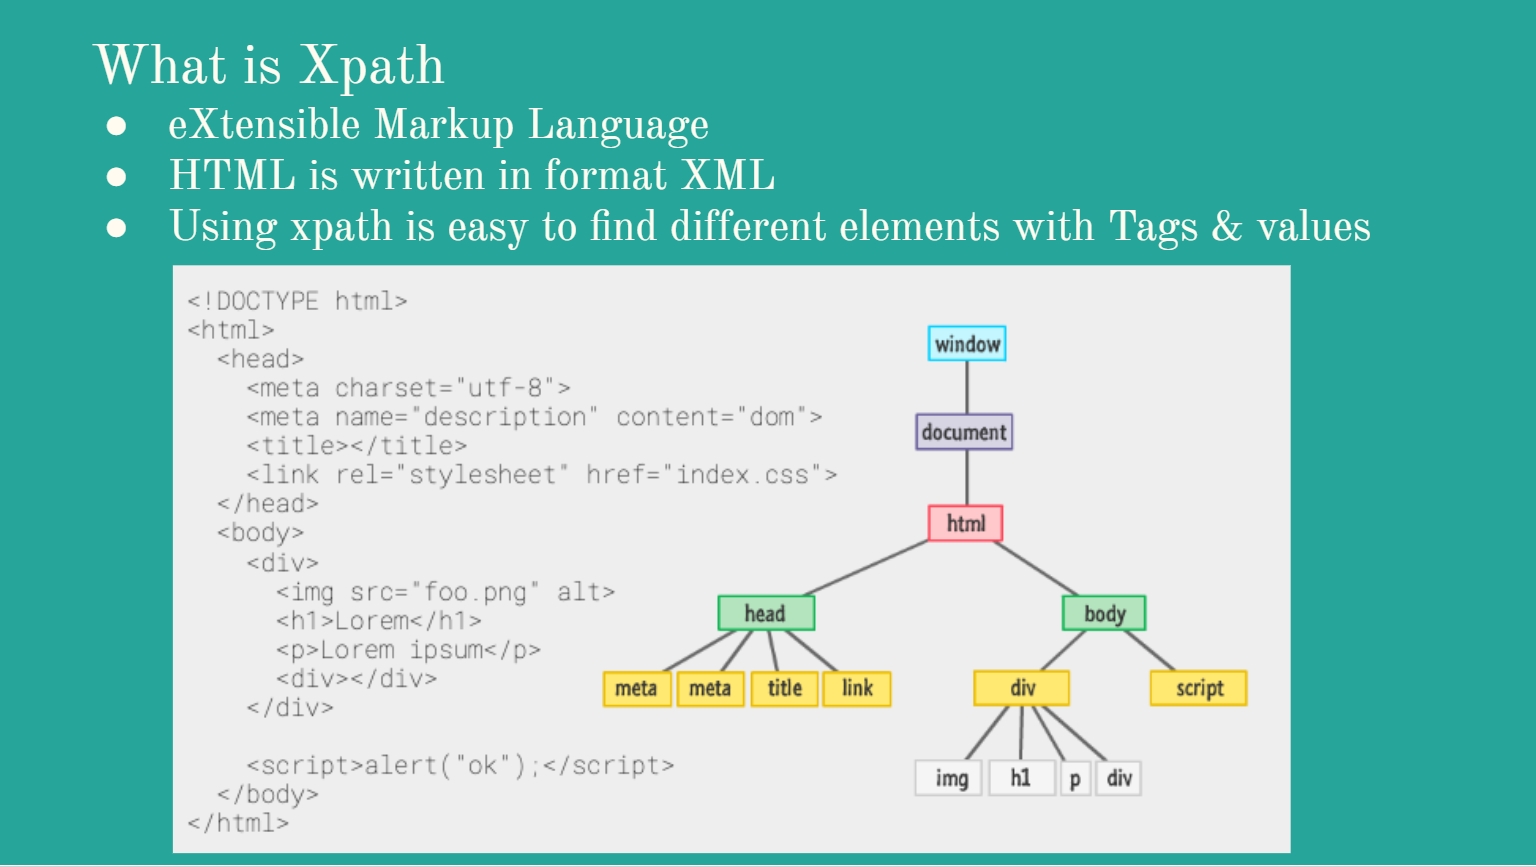 What is Xpath
● eXtensible Markup Language
● HTML is written in format XML
● Using xpath is easy to find different elements with Tags & values
<!DOCTYPE html>
<html>
<head>
<meta charset="utf-8">
<meta name="description" content="dom">
<title></title>
<link rel="stylesheet" href="index.css">
</head>
<body>
<div>
<img src="foo.png" alt>
<h1>Lorem</h1>
<p>Lorem ipsum</p>
<div></div>
</div>
<script>alert("ok");</script>
</body>
</html>
window
document
html
head body
meta meta title link div script
img h1 p div